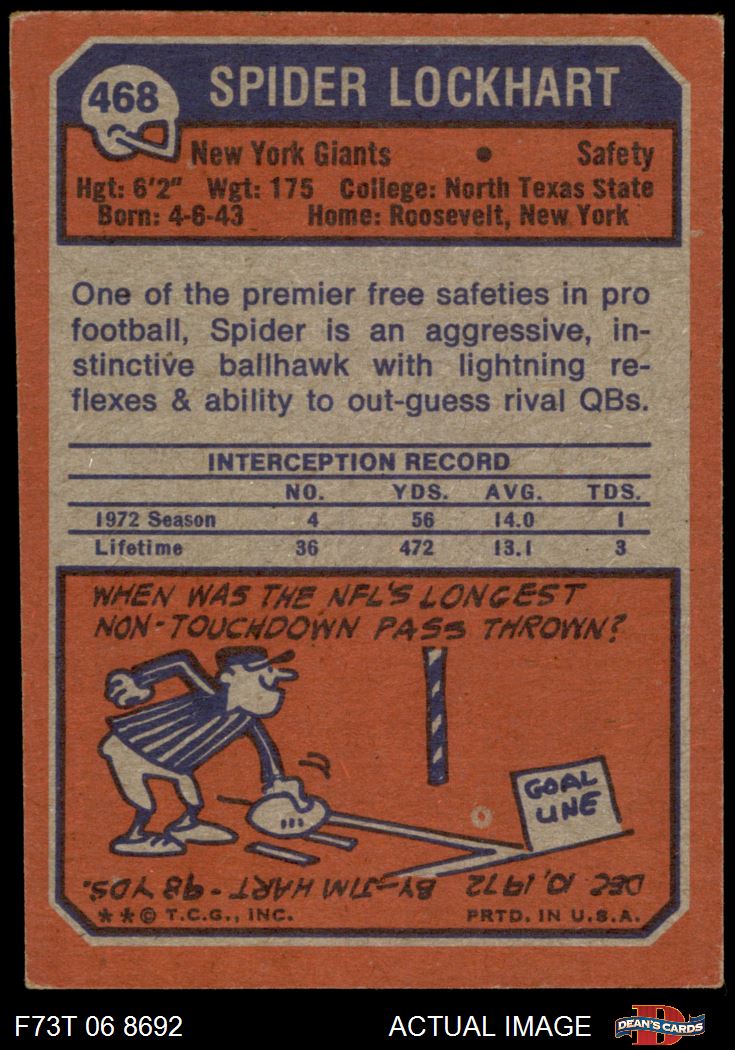 468
SPIDER LOCKHART
New York Giants • Safety
Hgt: 6'2" Wgt: 175 College: North Texas State
Born: 4-6-43 Home: Roosevelt, New York
One of the premier free safeties in pro
football, Spider is an aggressive, in-
stinctive ballhawk with lightning re-
flexes & ability to out-guess rival QBs.
INTERCEPTION RECORD
NO. YDS. AVG. TDS.
1972 Season 4 56 14.0 1
Lifetime 36 472 13.1 3
WHEN WAS THE NFL'S LONGEST
NON-TOUCHDOWN PASS THROWN?
GOAL
LINE
DEC 10, 1972 BY-JIM HART-98 YDS.
**© T.C.G., INC. PRTD. IN U.S.A.
F73T 06 8692 ACTUAL IMAGE
D
DEAN'S CARDS